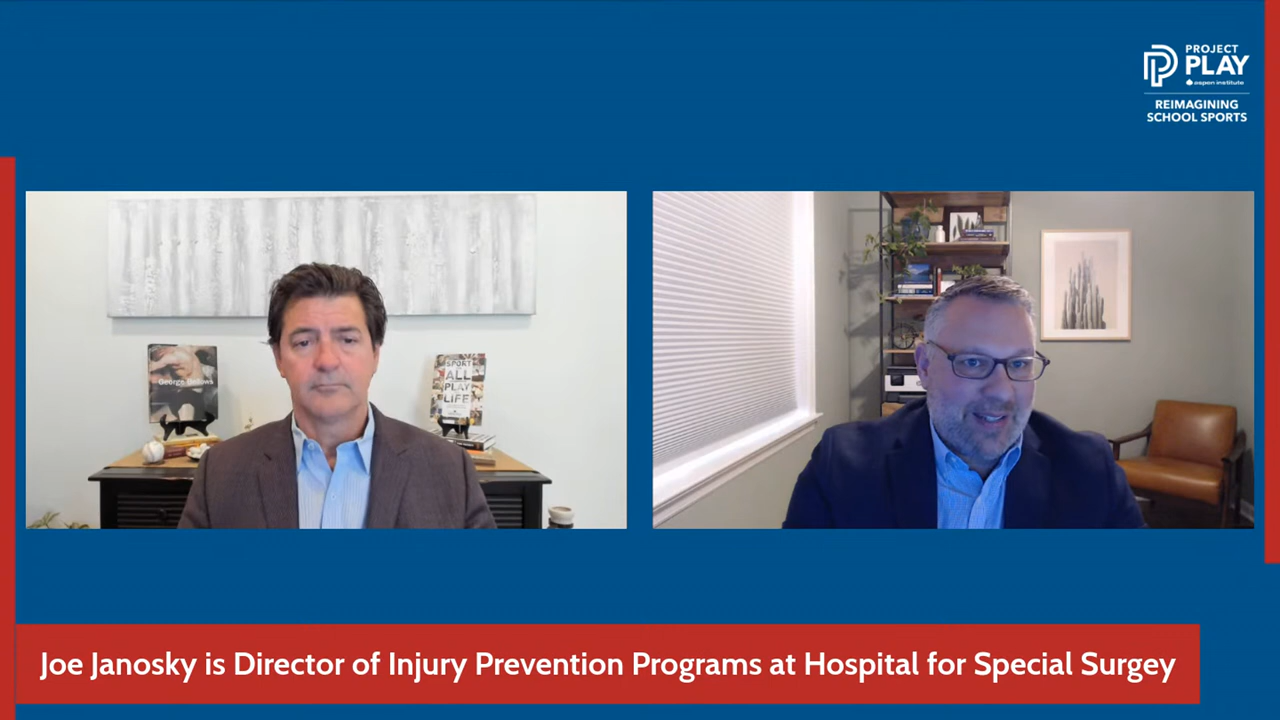 PROJECT
PLAY
aspen institute
REIMAGINING
SCHOOL SPORTS
George Bellows
SPORT
ALL
PLAY
LIFE
Joe Janosky is Director of Injury Prevention Programs at Hospital for Special Surgey